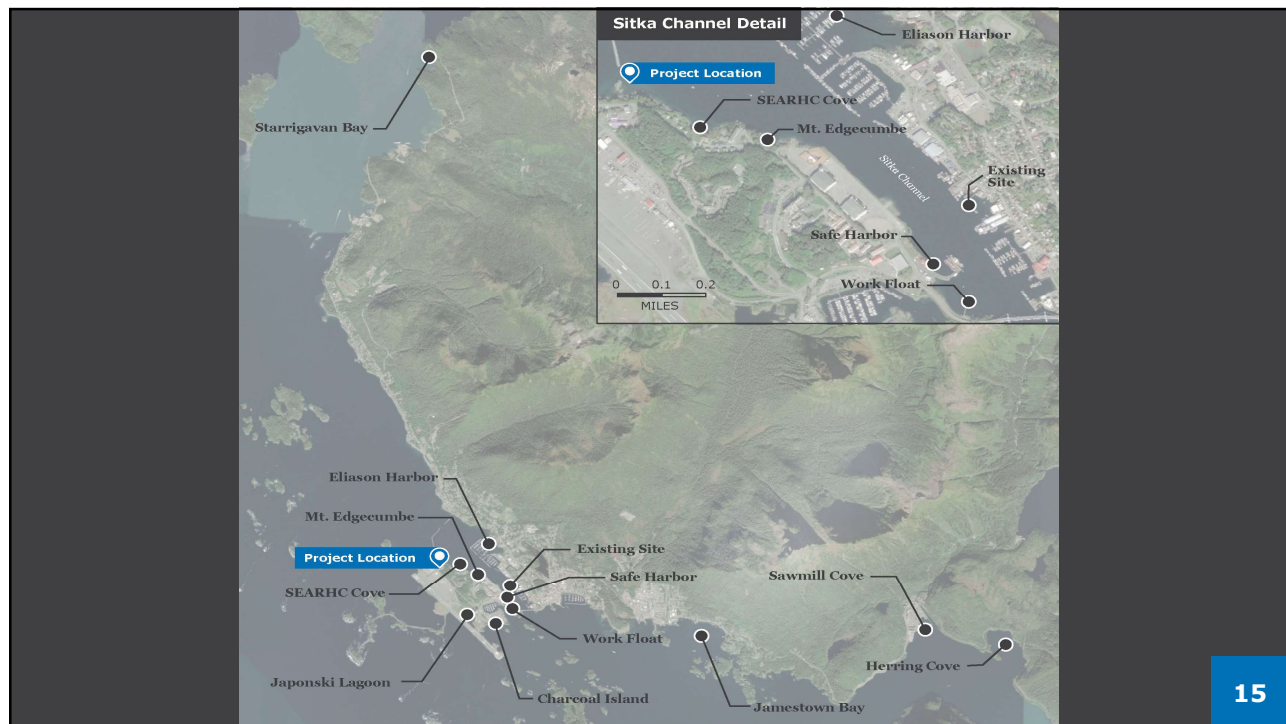 Sitka Channel Detail
Eliason Harbor
Project Location
SEARHC Cove
Mt. Edgecumbe
Sitka Channel
Existing
Site
Safe Harbor
Work Float
0 0.1 0.2
MILES
Starrigavan Bay
Eliason Harbor
Mt. Edgecumbe
Project Location
SEARHC Cove
Existing Site
Safe Harbor
Work Float
Sawmill Cove
Herring Cove
Japonski Lagoon
Charcoal Island
Jamestown Bay
15